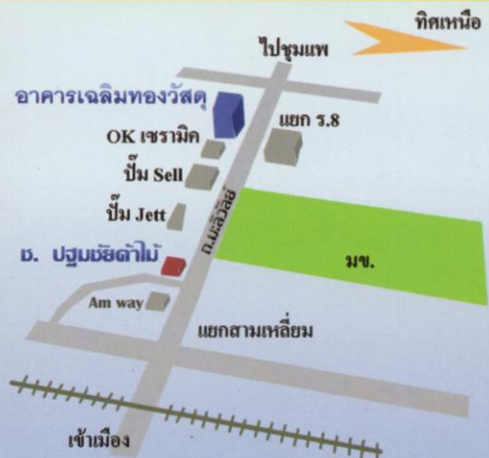 ทิศเหนือ
ไปชุมแพ
อาคารเฉลิมทองวัสดุ
แยก ร.8
OK เซรามิค
ปั๊ม Sell
ปั๊ม Jett
ถ.มะลิวัลย์
ช. ปฐมชัยค้าไม้
มข.
Am way
แยกสามเหลี่ยม
เข้าเมือง